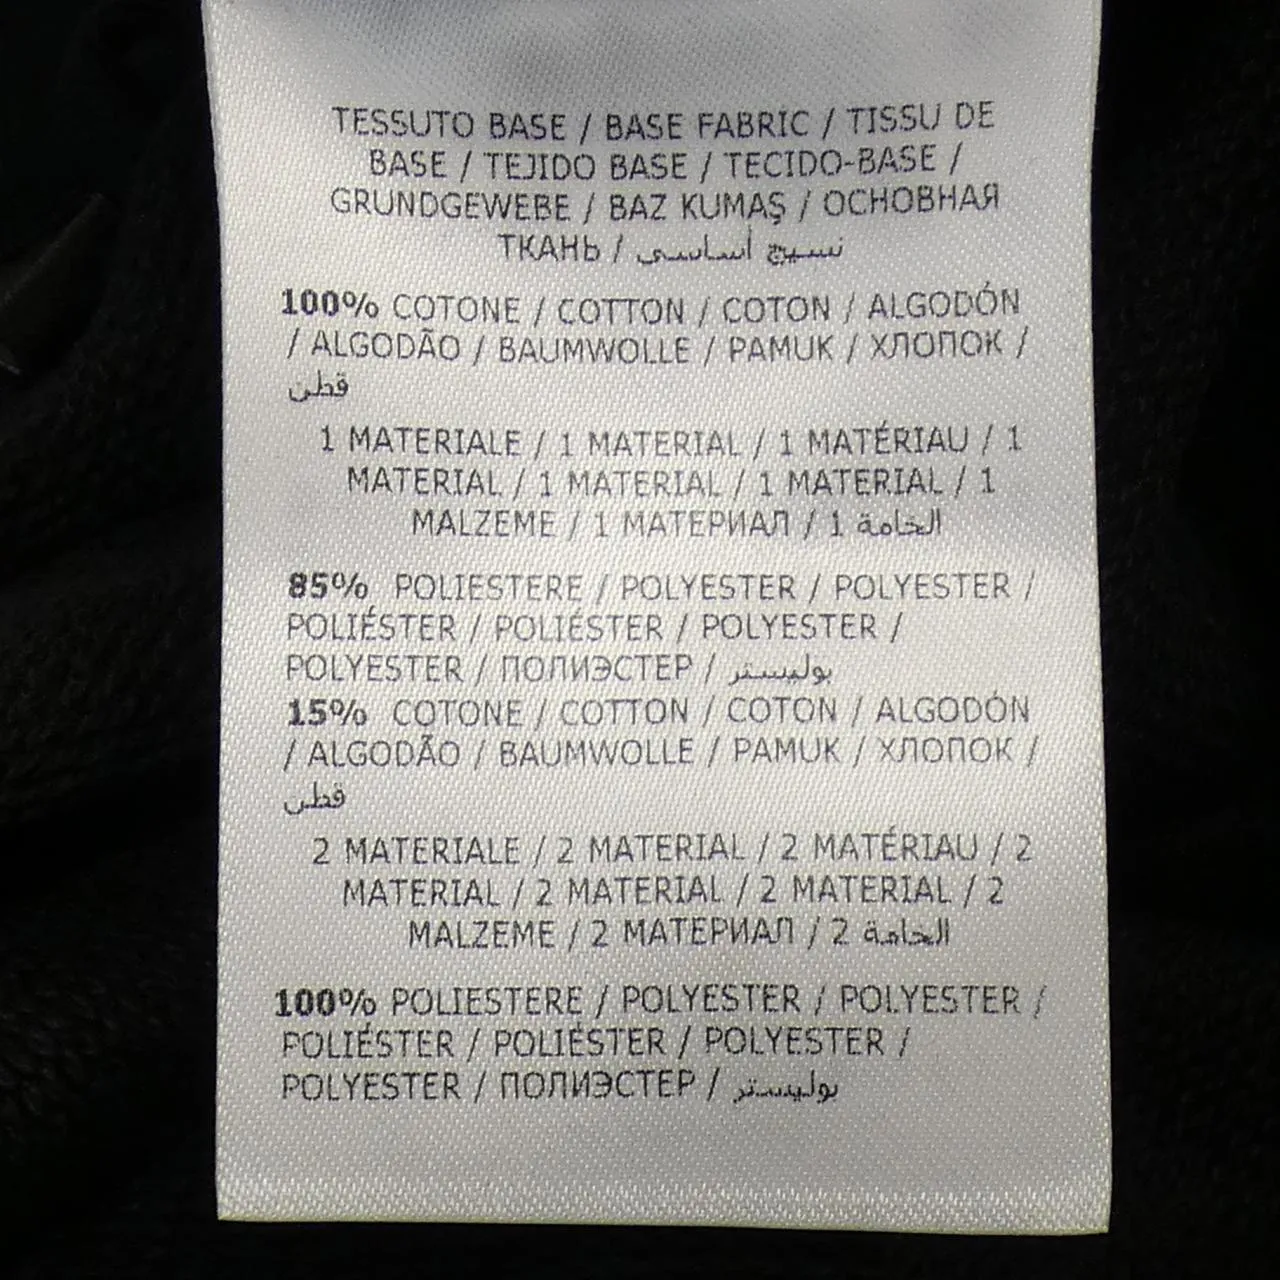 TESSUTO BASE / BASE FABRIC / TISSU DE
BASE / TEJIDO BASE / TECIDO-BASE /
GRUNDGEWEBE / BAZ KUMAŞ / ОСНОВНАЯ
ТКАНЬ / نسيج أساسى
100% COTONE / COTTON / COTON / ALGODÓN
/ ALGODÃO / BAUMWOLLE / PAMUK / ХЛОПОК /
قطن
1 MATERIALE / 1 MATERIAL / 1 MATÉRIAU / 1
MATERIAL / 1 MATERIAL / 1 MATERIAL / 1
MALZEME / 1 МАТЕРИАЛ / 1 الخامة
85% POLIESTERE / POLYESTER / POLYESTER /
POLIÉSTER / POLIÉSTER / POLYESTER /
POLYESTER / ПОЛИЭСТЕР / بوليستر
15% COTONE / COTTON / COTON / ALGODÓN
/ ALGODÃO / BAUMWOLLE / PAMUK / ХЛОПОК /
قطن
2 MATERIALE / 2 MATERIAL / 2 MATÉRIAU / 2
MATERIAL / 2 MATERIAL / 2 MATERIAL / 2
MALZEME / 2 МАТЕРИАЛ / 2 الخامة
100% POLIESTERE / POLYESTER / POLYESTER /
POLIÉSTER / POLIÉSTER / POLYESTER /
POLYESTER / ПОЛИЭСТЕР / بوليستر